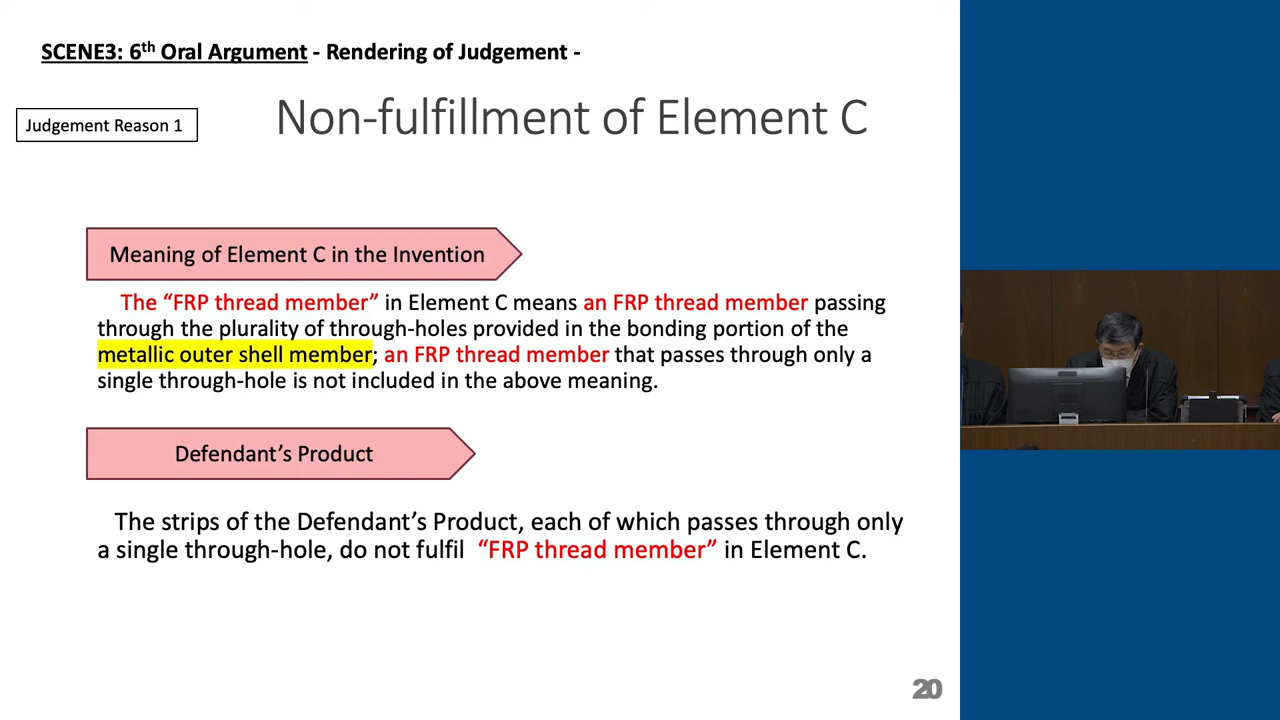 SCENE3: 6th Oral Argument - Rendering of Judgement -
Judgement Reason 1
Non-fulfillment of Element C
Meaning of Element C in the Invention
The “FRP thread member” in Element C means an FRP thread member passing
through the plurality of through-holes provided in the bonding portion of the
metallic outer shell member; an FRP thread member that passes through only a
single through-hole is not included in the above meaning.
Defendant’s Product
The strips of the Defendant’s Product, each of which passes through only
a single through-hole, do not fulfil “FRP thread member” in Element C.
20